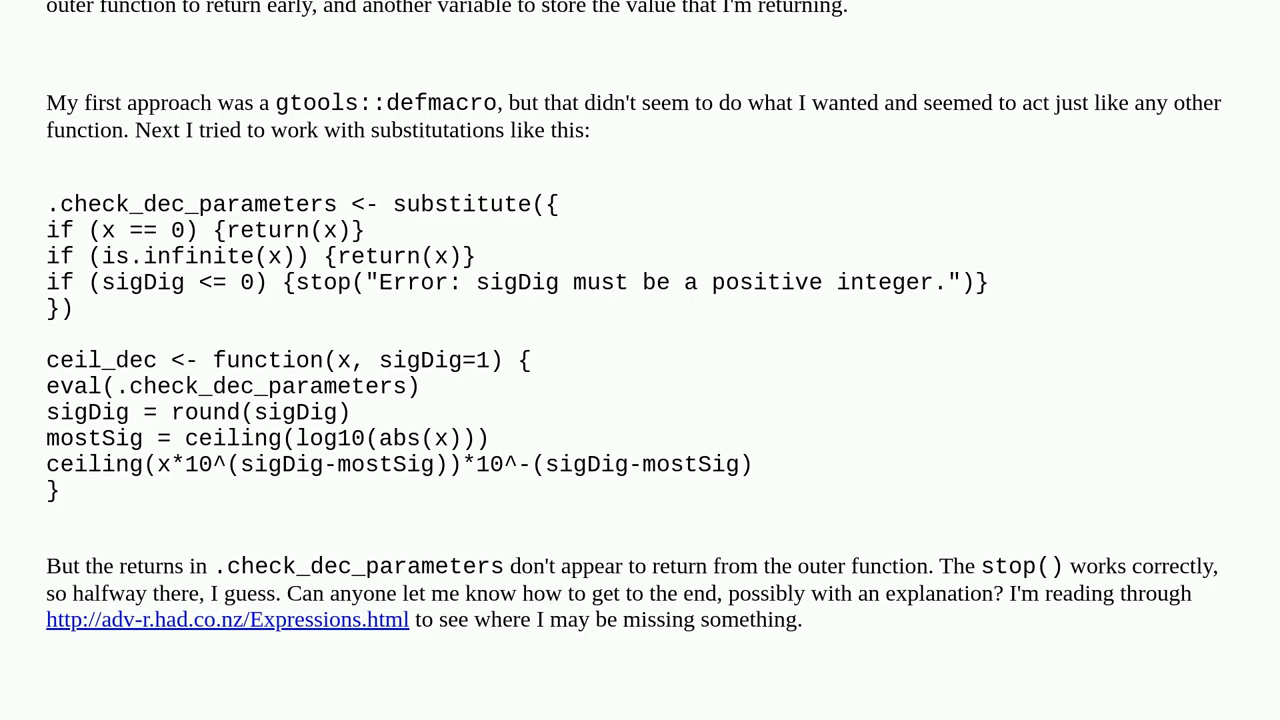 outer function to return early, and another variable to store the value that I'm returning.
My first approach was a gtools::defmacro, but that didn't seem to do what I wanted and seemed to act just like any other
function. Next I tried to work with substitutations like this:
.check_dec_parameters <- substitute({
if (x == 0) {return(x)}
if (is.infinite(x)) {return(x)}
if (sigDig <= 0) {stop("Error: sigDig must be a positive integer.")}
})
ceil_dec <- function(x, sigDig=1) {
eval(.check_dec_parameters)
sigDig = round(sigDig)
mostSig = ceiling(log10(abs(x)))
ceiling(x*10^(sigDig-mostSig))*10^-(sigDig-mostSig)
}
But the returns in .check_dec_parameters don't appear to return from the outer function. The stop() works correctly,
so halfway there, I guess. Can anyone let me know how to get to the end, possibly with an explanation? I'm reading through
http://adv-r.had.co.nz/Expressions.html to see where I may be missing something.